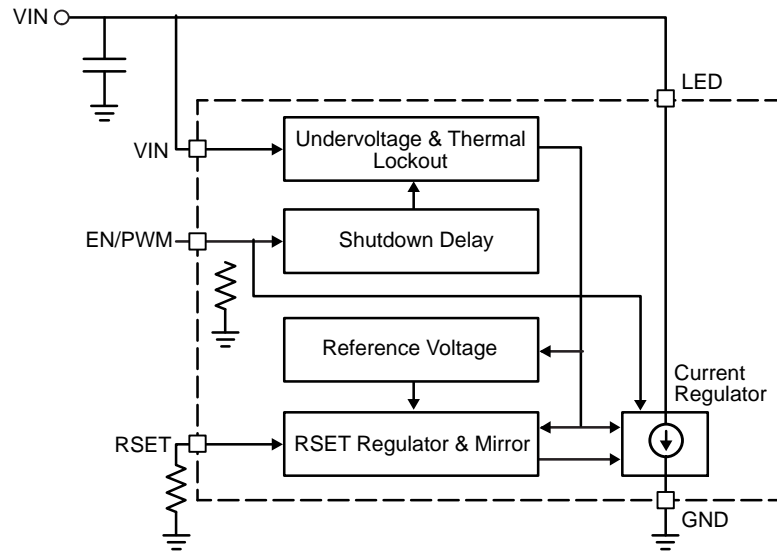 VIN
LED
VIN
Undervoltage & Thermal
Lockout
EN/PWM
Shutdown Delay
Reference Voltage
Current
Regulator
RSET
RSET Regulator & Mirror
GND